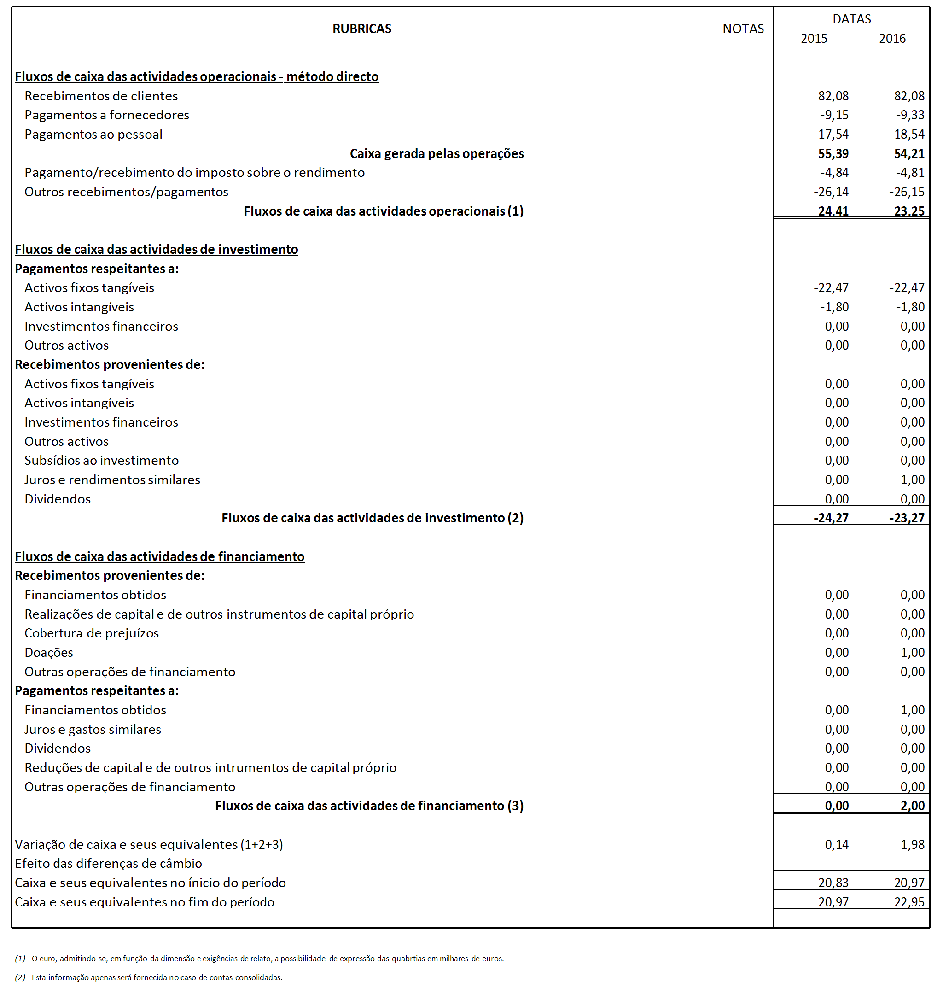 RUBRICAS NOTAS DATAS
2015 2016
Fluxos de caixa das actividades operacionais - método directo
Recebimentos de clientes 82,08 82,08
Pagamentos a fornecedores -9,15 -9,33
Pagamentos ao pessoal -17,54 -18,54
Caixa gerada pelas operações 55,39 54,21
Pagamento/recebimento do imposto sobre o rendimento -4,84 -4,81
Outros recebimentos/pagamentos -26,14 -26,15
Fluxos de caixa das actividades operacionais (1) 24,41 23,25
Fluxos de caixa das actividades de investimento
Pagamentos respeitantes a:
Activos fixos tangíveis -22,47 -22,47
Activos intangíveis -1,80 -1,80
Investimentos financeiros 0,00 0,00
Outros activos 0,00 0,00
Recebimentos provenientes de:
Activos fixos tangíveis 0,00 0,00
Activos intangíveis 0,00 0,00
Investimentos financeiros 0,00 0,00
Outros activos 0,00 0,00
Subsídios ao investimento 0,00 0,00
Juros e rendimentos similares 0,00 1,00
Dividendos 0,00 0,00
Fluxos de caixa das actividades de investimento (2) -24,27 -23,27
Fluxos de caixa das actividades de financiamento
Recebimentos provenientes de:
Financiamentos obtidos 0,00 0,00
Realizações de capital e de outros instrumentos de capital próprio 0,00 0,00
Cobertura de prejuízos 0,00 0,00
Doações 0,00 1,00
Outras operações de financiamento 0,00 0,00
Pagamentos respeitantes a:
Financiamentos obtidos 0,00 1,00
Juros e gastos similares 0,00 0,00
Dividendos 0,00 0,00
Reduções de capital e de outros intrumentos de capital próprio 0,00 0,00
Outras operações de financiamento 0,00 0,00
Fluxos de caixa das actividades de financiamento (3) 0,00 2,00
Variação de caixa e seus equivalentes (1+2+3) 0,14 1,98
Efeito das diferenças de câmbio
Caixa e seus equivalentes no ínicio do período 20,83 20,97
Caixa e seus equivalentes no fim do período 20,97 22,95
(1) - O euro, admitindo-se, em função da dimensão e exigências de relato, a possibilidade de expressão das quabrtias em milhares de euros.
(2) - Esta informação apenas será fornecida no caso de contas consolidadas.